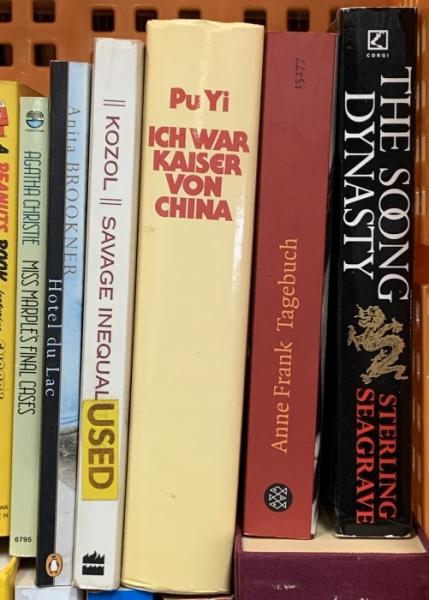 A PEANUTS BOOK
AGATHA CHRISTIE MISS MARPLE'S FINAL CASES
6795
Anita BROOKNER
Hotel du Lac
KOZOL || SAVAGE INEQUAL
USED
Pu Yi
ICH WAR
KAISER
VON
CHINA
15277
Anne Frank Tagebuch
CORGI
THE SOONG
DYNASTY
STERLING
SEAGRAVE